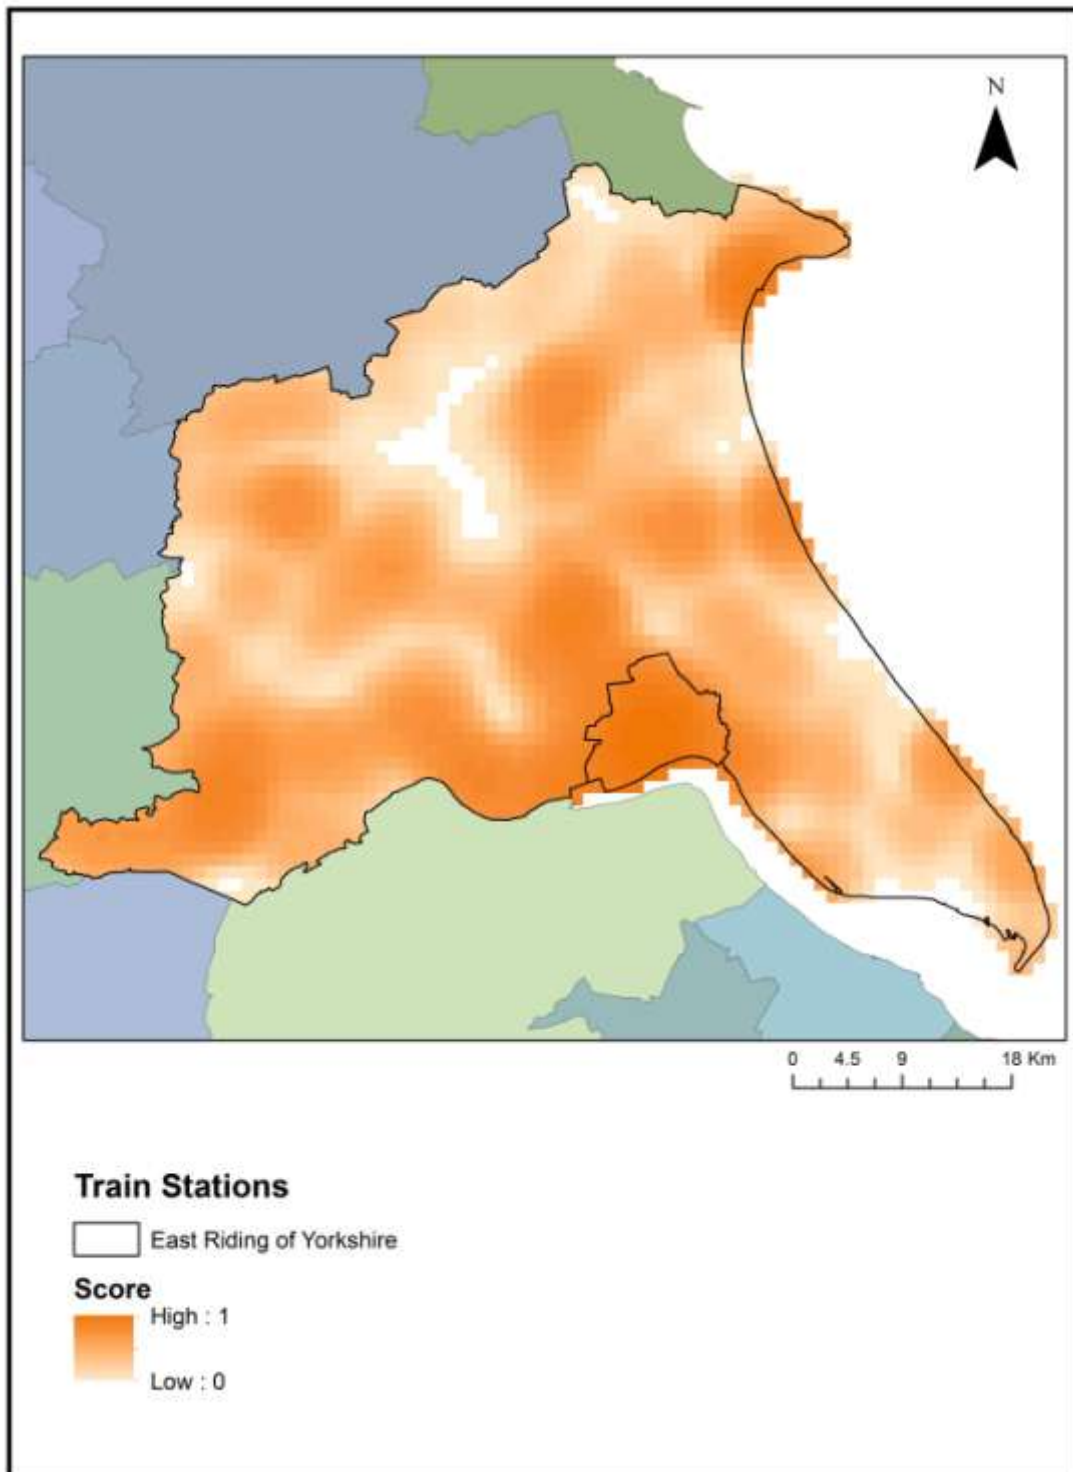 N
0 4.5 9 18 Km
Train Stations
East Riding of Yorkshire
Score
High : 1
Low : 0